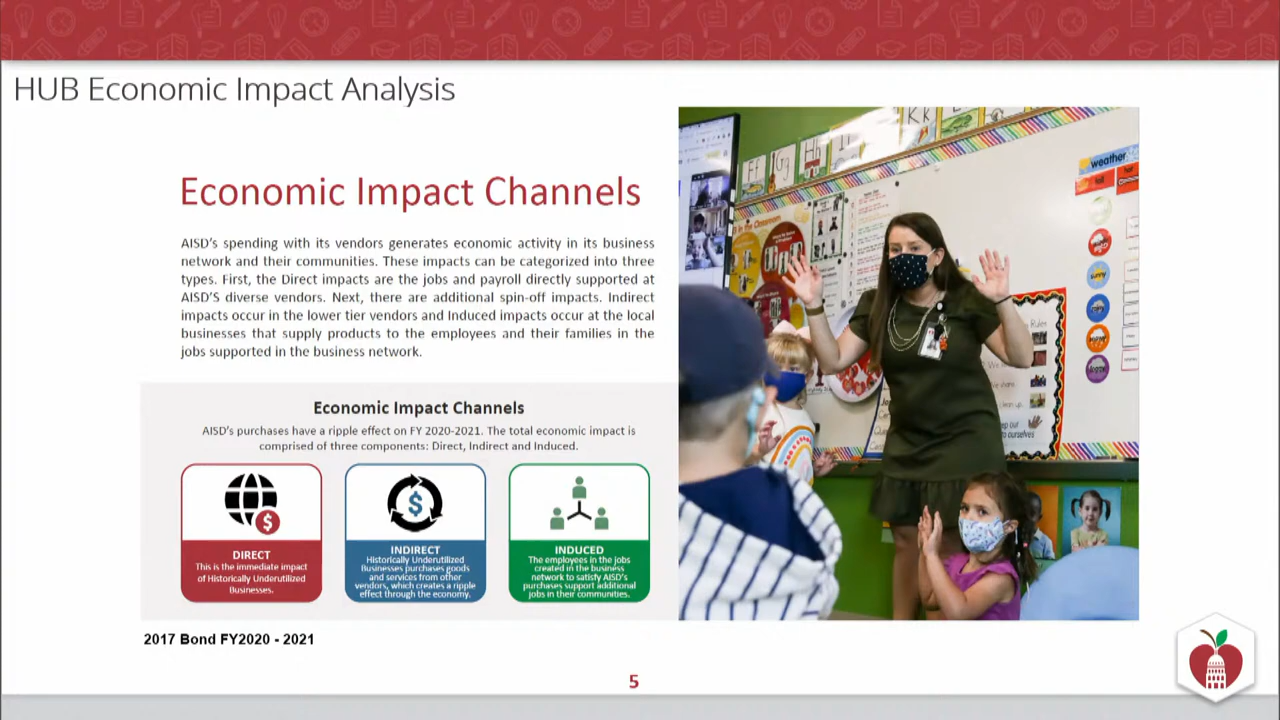 HUB Economic Impact Analysis
Economic Impact Channels
AISD's spending with its vendors generates economic activity in its business
network and their communities. These impacts can be categorized into three
types. First, the Direct impacts are the jobs and payroll directly supported at
AISD'S diverse vendors. Next, there are additional spin-off impacts. Indirect
impacts occur in the lower tier vendors and Induced impacts occur at the local
businesses that supply products to the employees and their families in the
jobs supported in the business network.
Economic Impact Channels
AISD's purchases have a ripple effect on FY 2020-2021. The total economic impact is
comprised of three components: Direct, Indirect and Induced.
DIRECT
This is the immediate impact
of Historically Underutilized
Businesses.
INDIRECT
Historically Underutilized
Businesses purchases goods
and services from other
vendors, which creates a ripple
effect through the economy.
INDUCED
The employees in the jobs
created in the business
network to satisfy AISD's
purchases support additional
jobs in their communities.
2017 Bond FY2020 - 2021
5
Ff
Gg
Hh
Kk
weather
sunny
Rules